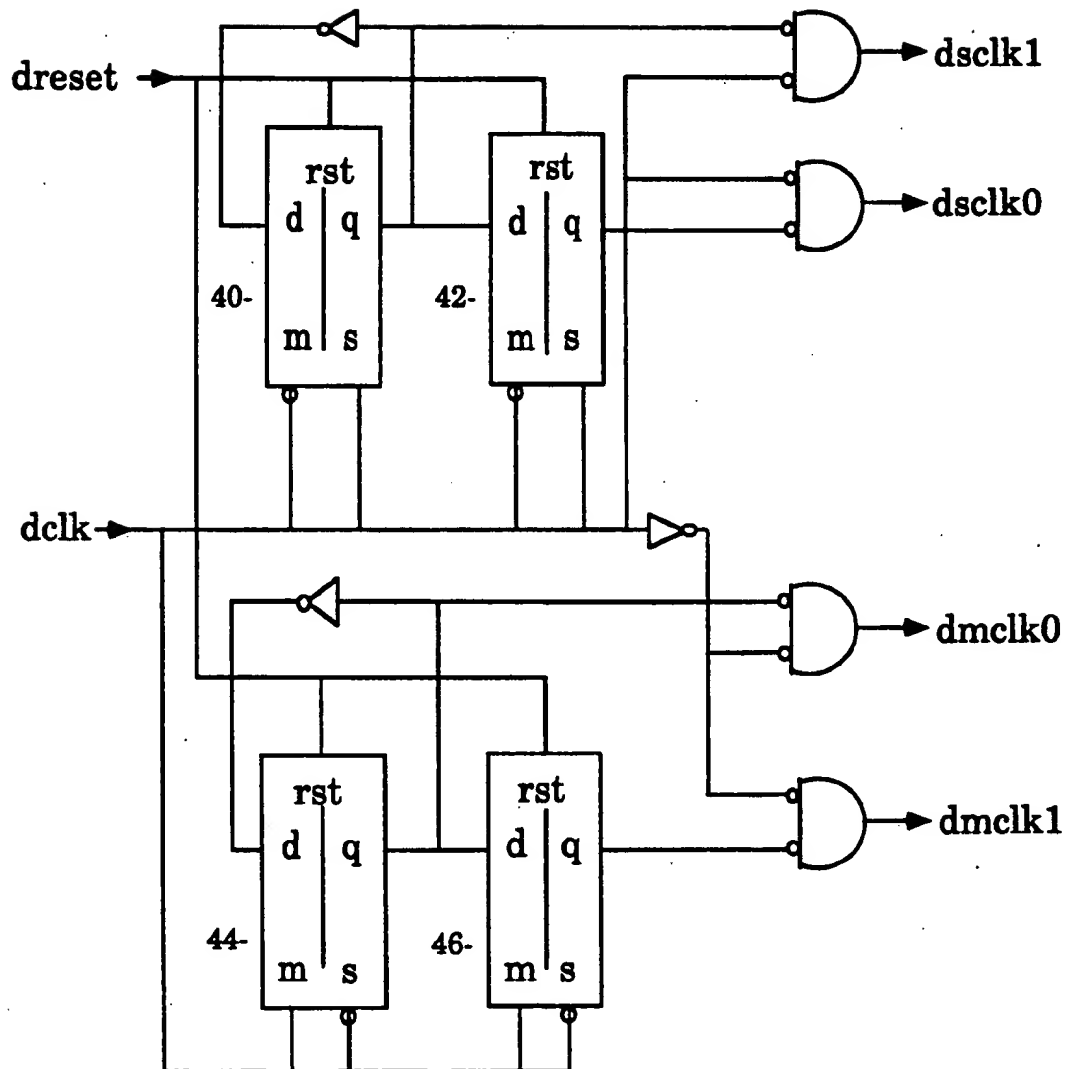 dsclk1
dreset
rst
rst
dsclk0
d q
d q
40-
42-
m s
m s
dclk
dmclk0
rst
rst
dmclk1
d q
d q
44-
46-
m s
m s